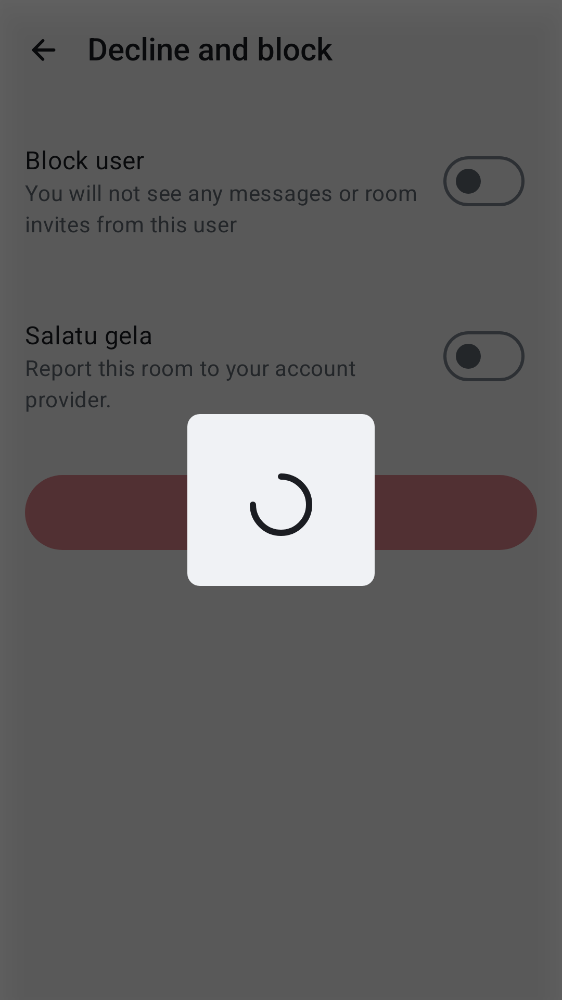 Decline and block
Block user
You will not see any messages or room
invites from this user
Salatu gela
Report this room to your account
provider.